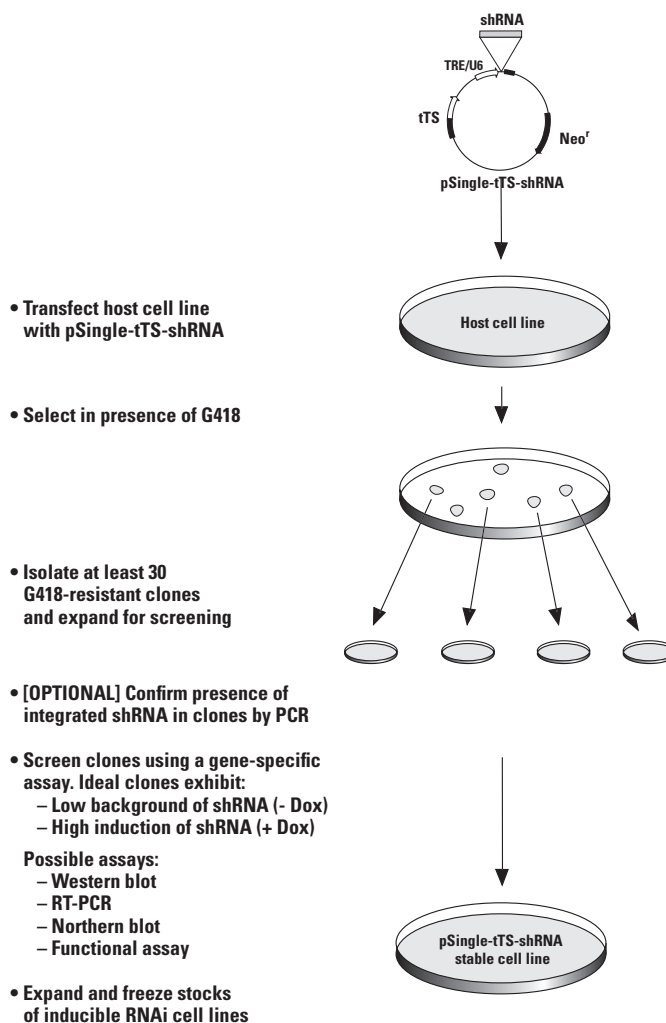 shRNA
TRE/U6
tTS
Neoʳ
pSingle-tTS-shRNA
• Transfect host cell line
with pSingle-tTS-shRNA
Host cell line
• Select in presence of G418
• Isolate at least 30
G418-resistant clones
and expand for screening
• [OPTIONAL] Confirm presence of
integrated shRNA in clones by PCR
• Screen clones using a gene-specific
assay. Ideal clones exhibit:
– Low background of shRNA (- Dox)
– High induction of shRNA (+ Dox)
Possible assays:
– Western blot
– RT-PCR
– Northern blot
– Functional assay
pSingle-tTS-shRNA
stable cell line
• Expand and freeze stocks
of inducible RNAi cell lines